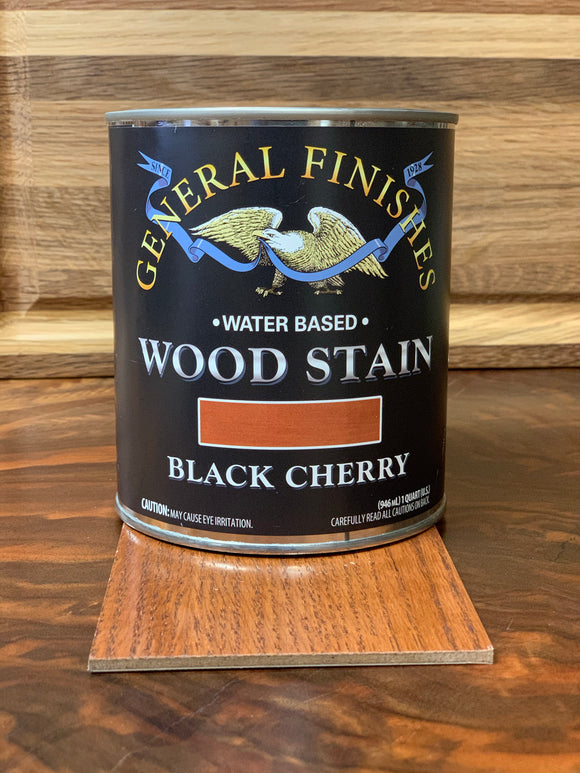 SINCE 1928
GENERAL FINISHES
• WATER BASED •
WOOD STAIN
BLACK CHERRY
CAUTION: MAY CAUSE EYE IRRITATION.
(946 mL) 1 QUART (U.S.)
CAREFULLY READ ALL CAUTIONS ON BACK.